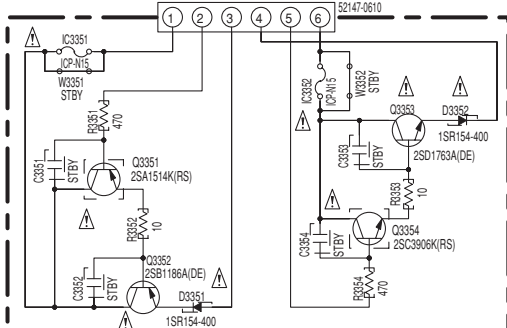 52147-0610
1 2 3 4 5 6
IC3351
ICP-N15
W3351
STBY
R3351
470
C3351
STBY
Q3351
2SA1514K(RS)
R3352
10
Q3352
2SB1186A(DE)
C3352
STBY
D3351
1SR154-400
IC3352
ICP-N15
W3352
STBY
Q3353
2SD1763A(DE)
D3352
1SR154-400
C3353
STBY
R3353
10
Q3354
2SC3906K(RS)
C3354
STBY
R3354
470